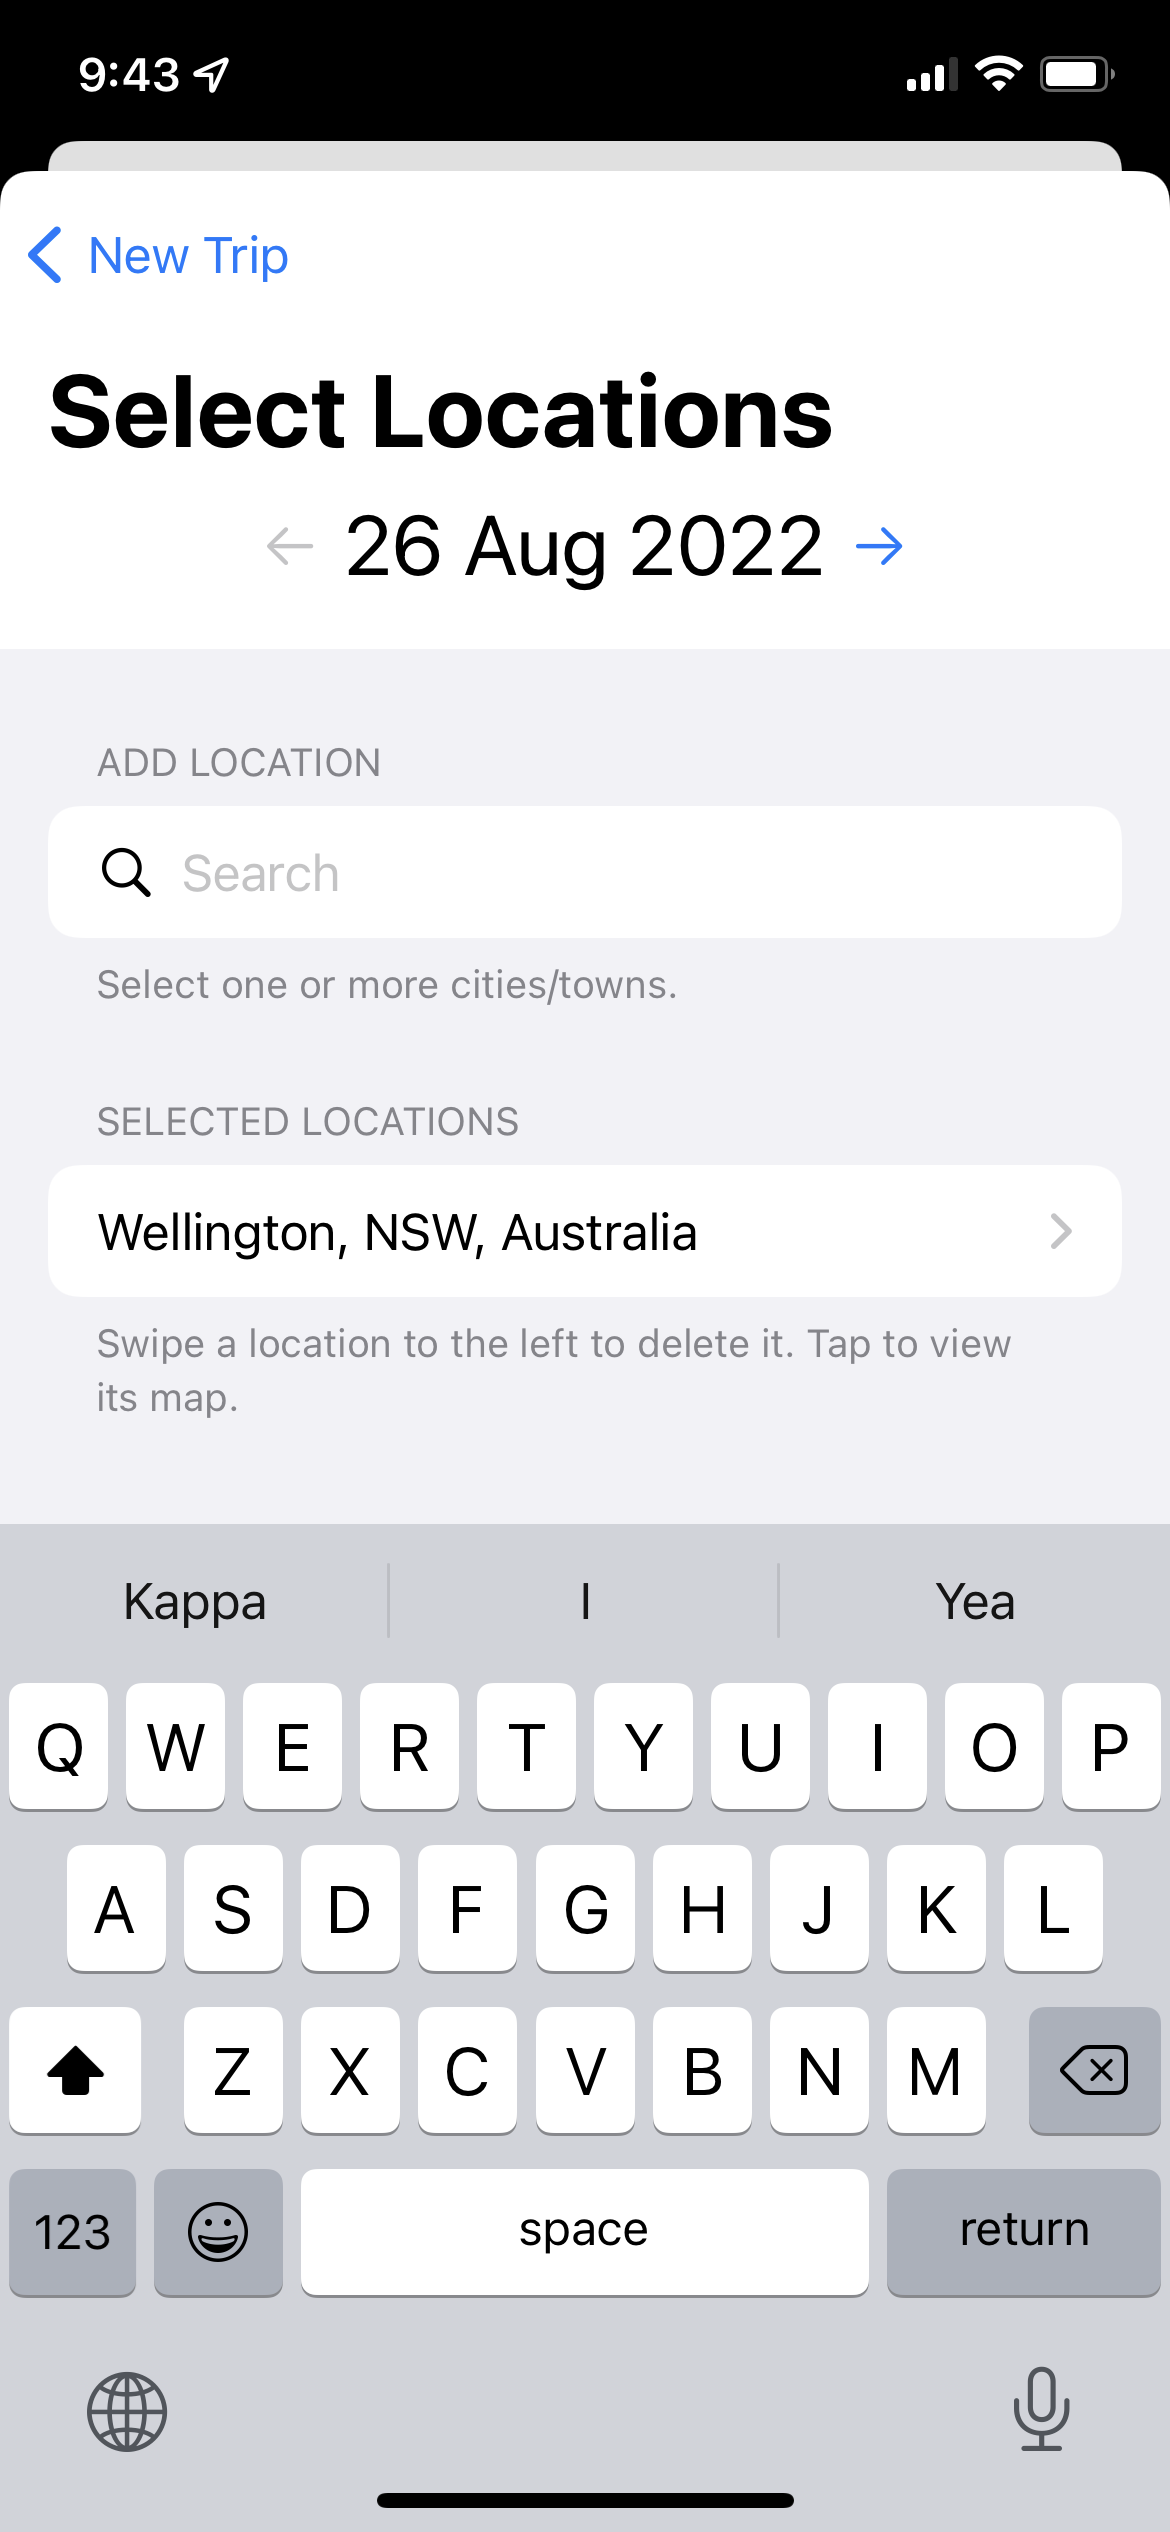 9:43
New Trip
Select Locations
26 Aug 2022
ADD LOCATION
Search
Select one or more cities/towns.
SELECTED LOCATIONS
Wellington, NSW, Australia
Swipe a location to the left to delete it. Tap to view
its map.
Kappa I Yea
Q W E R T Y U I O P
A S D F G H J K L
Z X C V B N M
123 space return